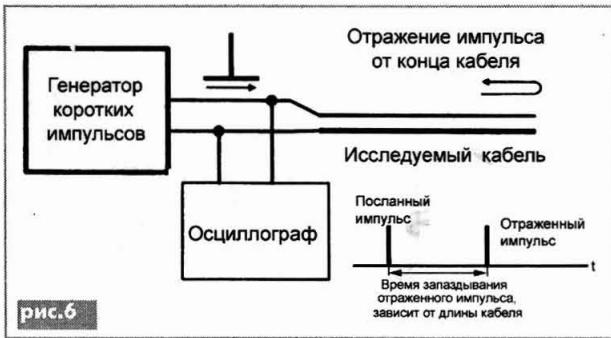 Генератор
коротких
импульсов
Отражение импульса
от конца кабеля
Исследуемый кабель
Осциллограф
Посланный
импульс
Отраженный
импульс
t
Время запаздывания
отраженного импульса,
зависит от длины кабеля
рис.6